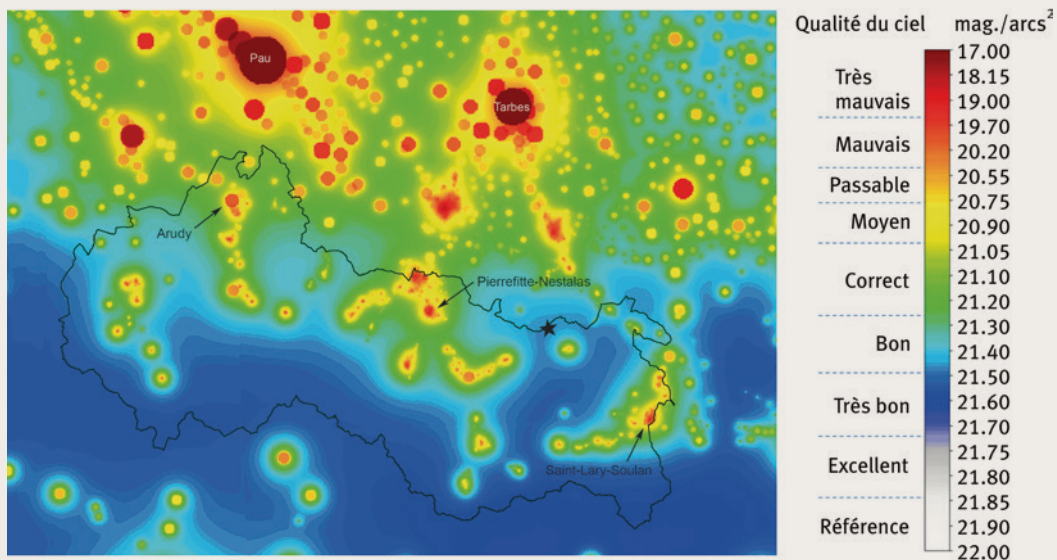 Pau
Tarbes
Arudy
Pierrefitte-Nestalas
Saint-Lary-Soulan
Qualité du ciel mag./arcs²
Très
mauvais
Mauvais
Passable
Moyen
Correct
Bon
Très bon
Excellent
Référence
17.00
18.15
19.00
19.70
20.20
20.55
20.75
20.90
21.10
21.20
21.30
21.40
21.50
21.60
21.70
21.75
21.80
21.85
21.90
22.00